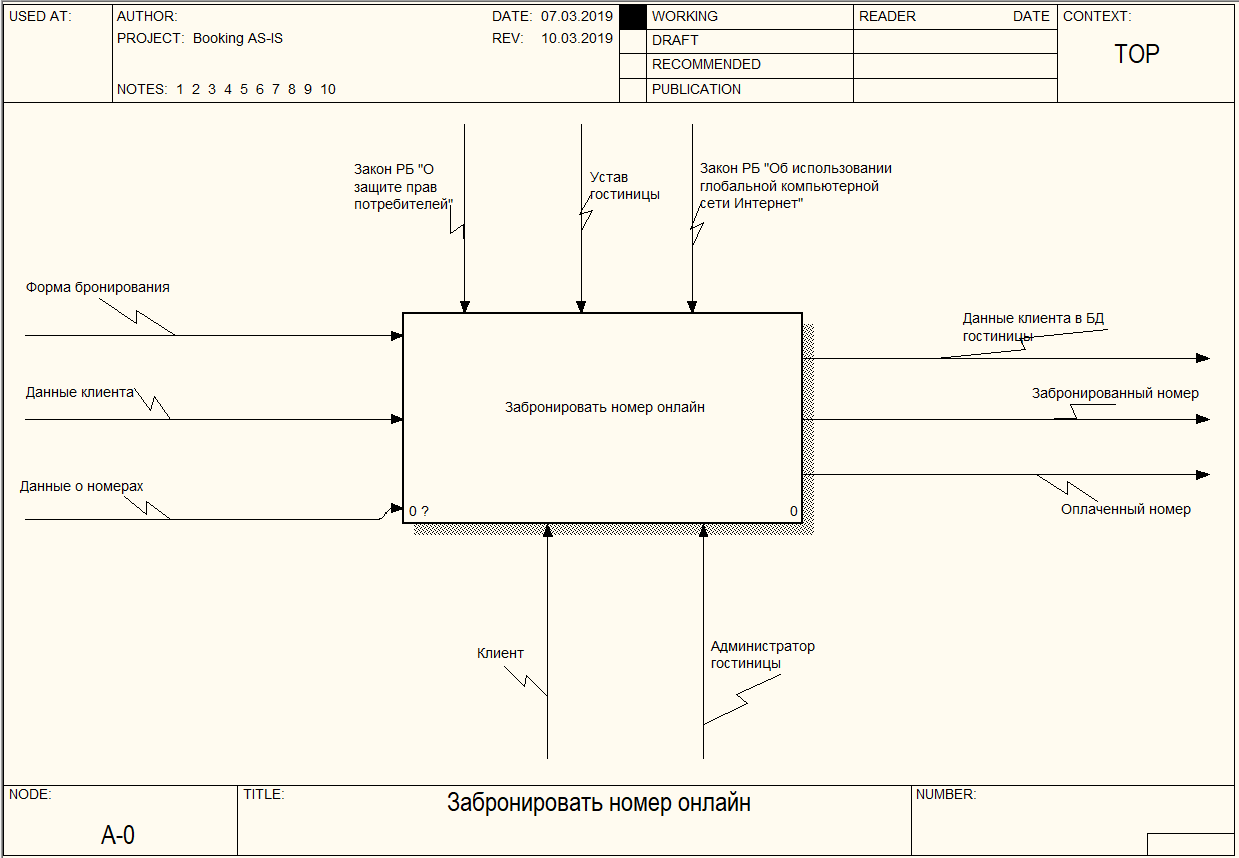 USED AT:
AUTHOR:
DATE: 07.03.2019
PROJECT: Booking AS-IS
REV: 10.03.2019
NOTES: 1 2 3 4 5 6 7 8 9 10
WORKING
DRAFT
RECOMMENDED
PUBLICATION
READER DATE
CONTEXT:
TOP
Закон РБ "О
защите прав
потребителей"
Устав
гостиницы
Закон РБ "Об использовании
глобальной компьютерной
сети Интернет"
Форма бронирования
Данные клиента
Данные о номерах
Забронировать номер онлайн
0 ?
0
Данные клиента в БД
гостиницы
Забронированный номер
Оплаченный номер
Клиент
Администратор
гостиницы
NODE:
A-0
TITLE:
Забронировать номер онлайн
NUMBER: